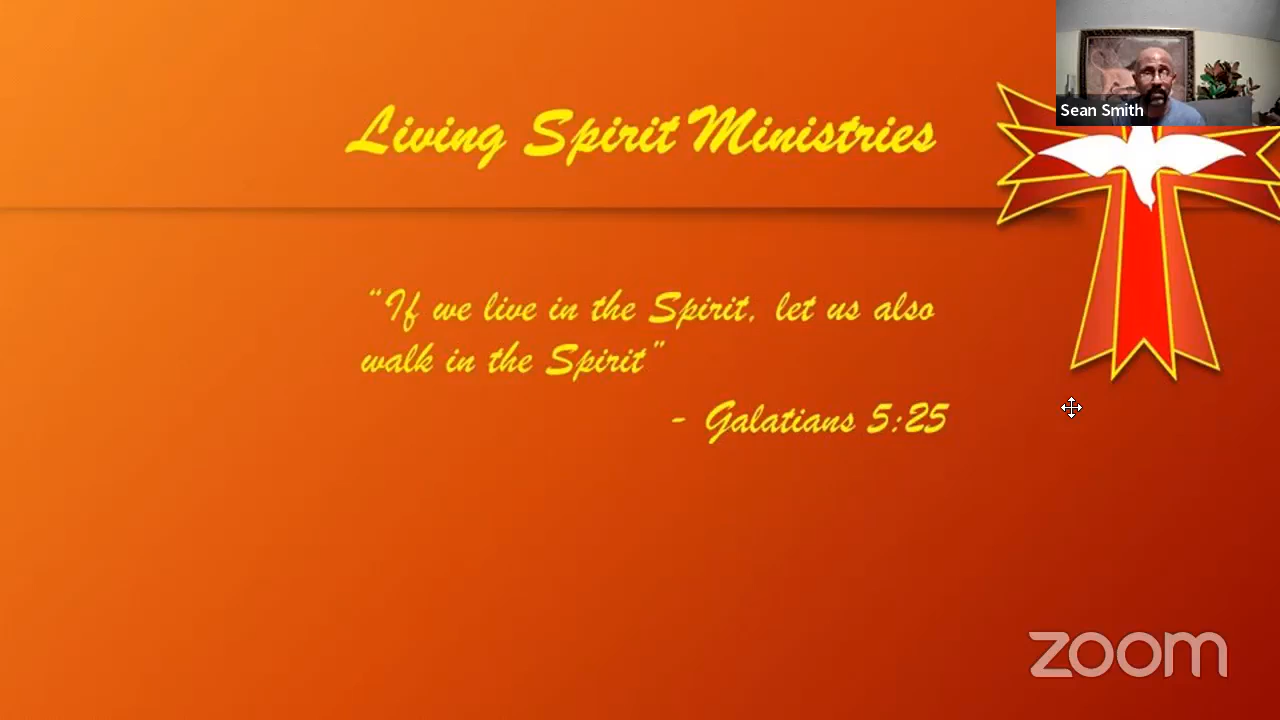 Sean Smith
Living Spirit Ministries
“If we live in the Spirit, let us also
walk in the Spirit”
- Galatians 5:25
zoom